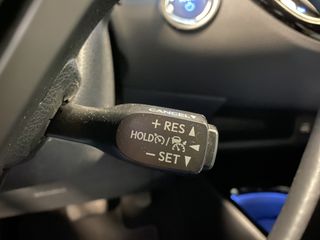 CANCEL
+ RES ▲
HOLD / ◄
− SET ▼